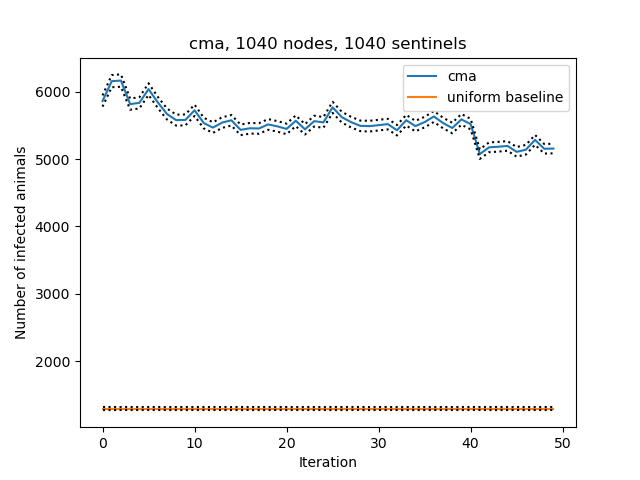 cma, 1040 nodes, 1040 sentinels
cma
uniform baseline
Number of infected animals
6000
5000
4000
3000
2000
0 10 20 30 40 50
Iteration